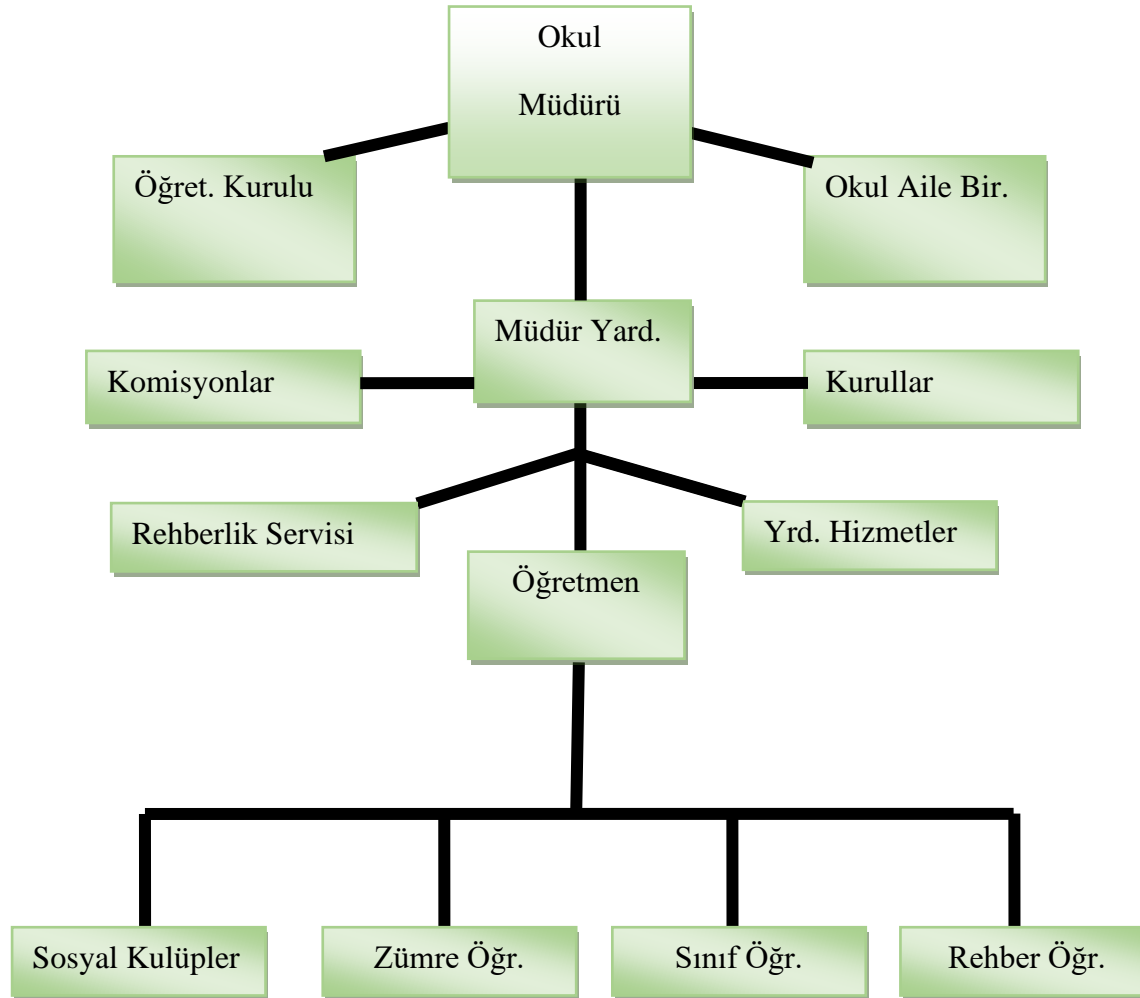 Okul
Müdürü
Öğret. Kurulu
Okul Aile Bir.
Müdür Yard.
Komisyonlar
Kurullar
Rehberlik Servisi
Yrd. Hizmetler
Öğretmen
Sosyal Kulüpler
Zümre Öğr.
Sınıf Öğr.
Rehber Öğr.